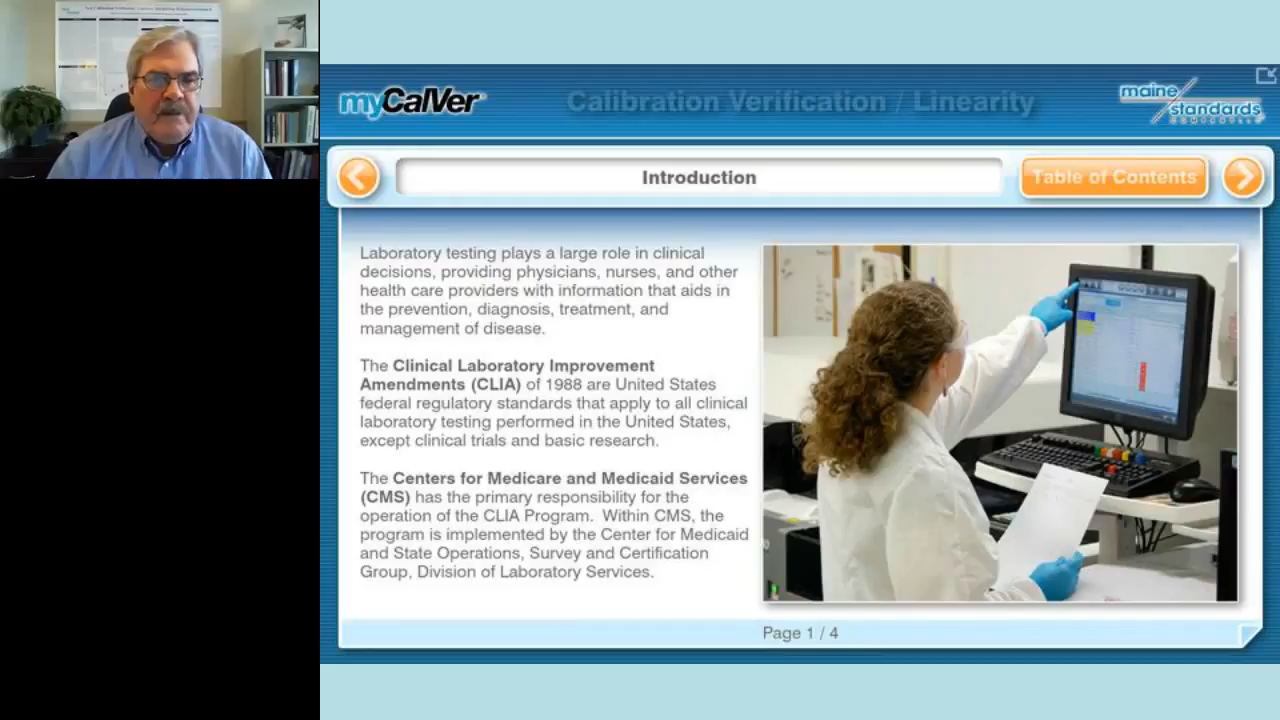 myCalVer
Calibration Verification / Linearity
maine
standards
Introduction
Table of Contents
Laboratory testing plays a large role in clinical
decisions, providing physicians, nurses, and other
health care providers with information that aids in
the prevention, diagnosis, treatment, and
management of disease.
The Clinical Laboratory Improvement
Amendments (CLIA) of 1988 are United States
federal regulatory standards that apply to all clinical
laboratory testing performed in the United States,
except clinical trials and basic research.
The Centers for Medicare and Medicaid Services
(CMS) has the primary responsibility for the
operation of the CLIA Program. Within CMS, the
program is implemented by the Center for Medicaid
and State Operations, Survey and Certification
Group, Division of Laboratory Services.
Page 1 / 4